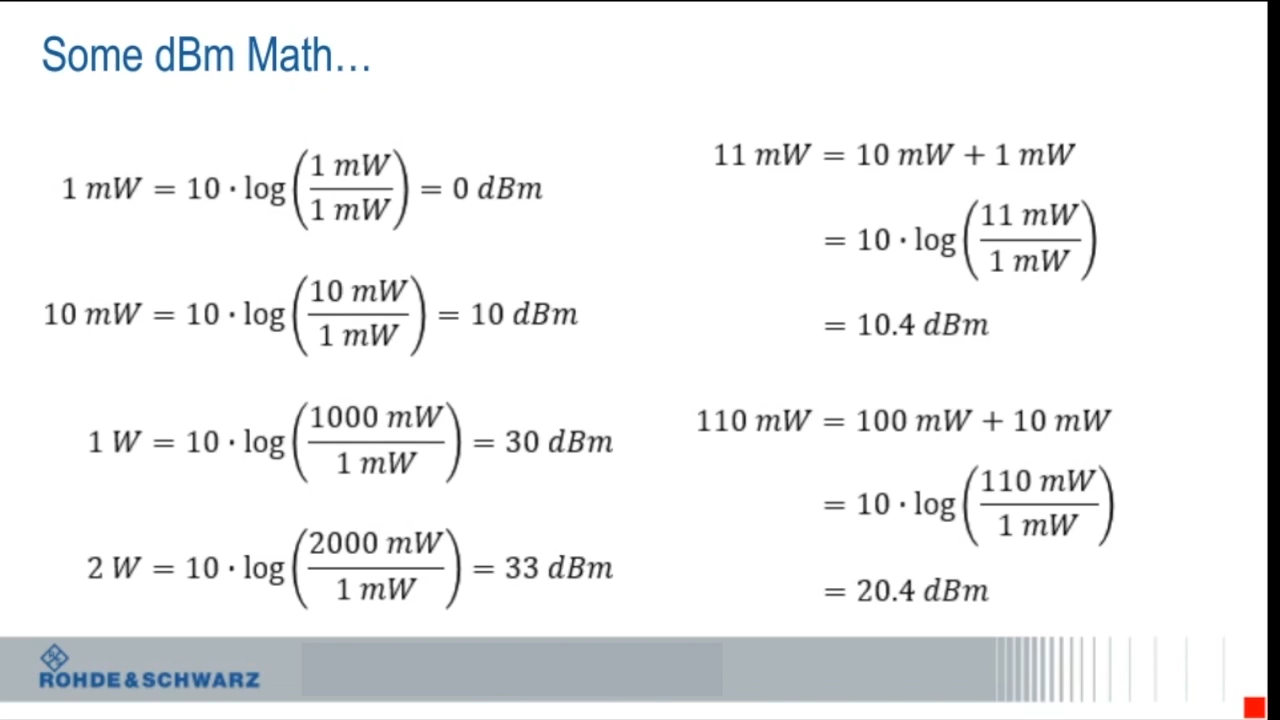 Some dBm Math...
1 mW = 10 · log(1 mW / 1 mW) = 0 dBm
10 mW = 10 · log(10 mW / 1 mW) = 10 dBm
1 W = 10 · log(1000 mW / 1 mW) = 30 dBm
2 W = 10 · log(2000 mW / 1 mW) = 33 dBm
11 mW = 10 mW + 1 mW
= 10 · log(11 mW / 1 mW)
= 10.4 dBm
110 mW = 100 mW + 10 mW
= 10 · log(110 mW / 1 mW)
= 20.4 dBm
ROHDE&SCHWARZ